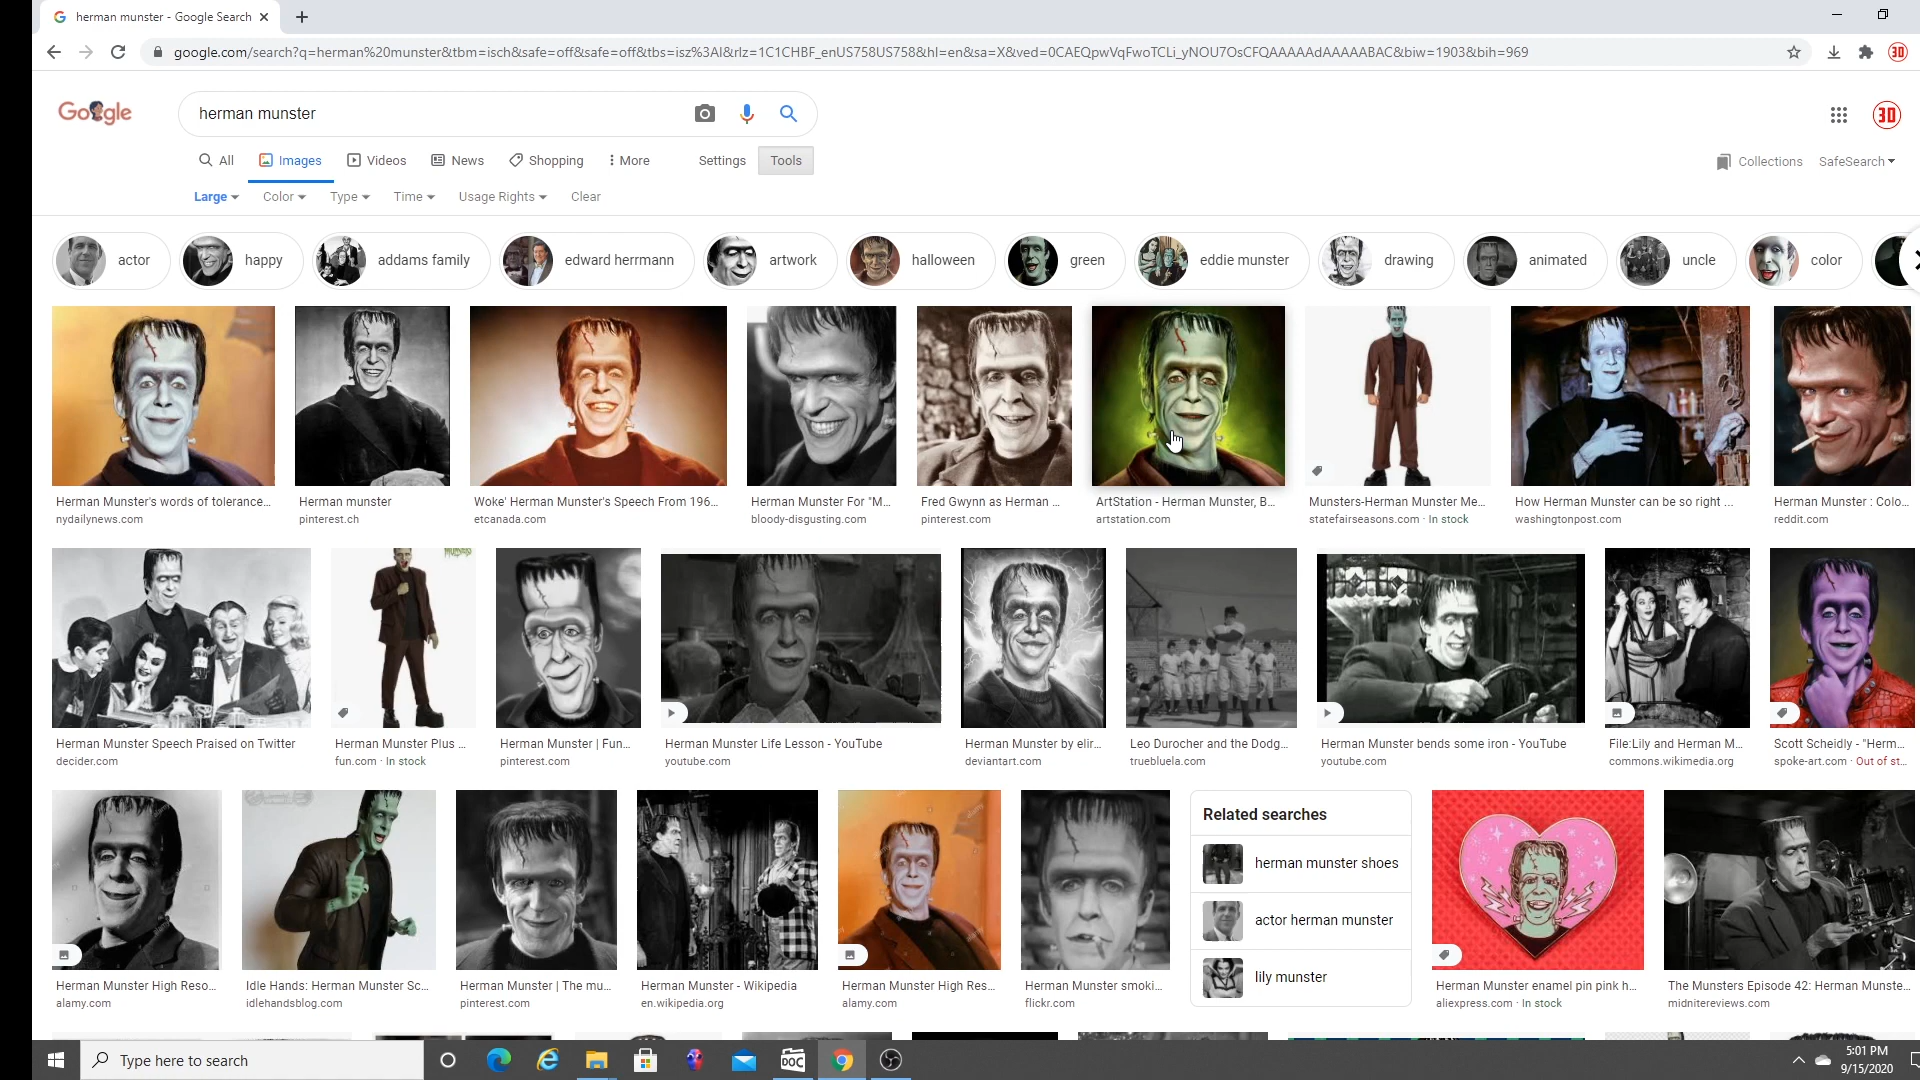 herman munster - Google Search
google.com/search?q=herman%20munster&tbm=isch&safe=off&safe=off&tbs=isz%3Al&rlz=1C1CHBF_enUS758US758&hl=en&sa=X&ved=0CAEQpwVqFwoTCLi_yNOU7OsCFQAAAAAdAAAAABAC&biw=1903&bih=969
30
Google
herman munster
30
All Images Videos News Shopping More Settings Tools
Collections SafeSearch
Large Color Type Time Usage Rights Clear
actor happy addams family edward herrmann artwork halloween green eddie munster drawing animated uncle color
Herman Munster's words of tolerance...
nydailynews.com
Herman munster
pinterest.ch
Woke' Herman Munster's Speech From 196...
etcanada.com
Herman Munster For "M...
bloody-disgusting.com
Fred Gwynn as Herman ...
pinterest.com
ArtStation - Herman Munster, B...
artstation.com
Munsters-Herman Munster Me...
statefairseasons.com · In stock
How Herman Munster can be so right ...
washingtonpost.com
Herman Munster : Colo...
reddit.com
MUNSTERS
Herman Munster Speech Praised on Twitter
decider.com
Herman Munster Plus ...
fun.com · In stock
Herman Munster | Fun...
pinterest.com
Herman Munster Life Lesson - YouTube
youtube.com
Herman Munster by elir...
deviantart.com
Leo Durocher and the Dodg...
truebluela.com
Herman Munster bends some iron - YouTube
youtube.com
File:Lily and Herman M...
commons.wikimedia.org
Scott Scheidly - "Herm...
spoke-art.com · Out of st...
Herman Munster High Reso...
alamy.com
Idle Hands: Herman Munster Sc...
idlehandsblog.com
Herman Munster | The mu...
pinterest.com
Herman Munster - Wikipedia
en.wikipedia.org
Herman Munster High Res...
alamy.com
Herman Munster smoki...
flickr.com
Related searches
herman munster shoes
actor herman munster
lily munster
Herman Munster enamel pin pink h...
aliexpress.com · In stock
The Munsters Episode 42: Herman Munste...
midnitereviews.com
Type here to search
DOC
5:01 PM
9/15/2020